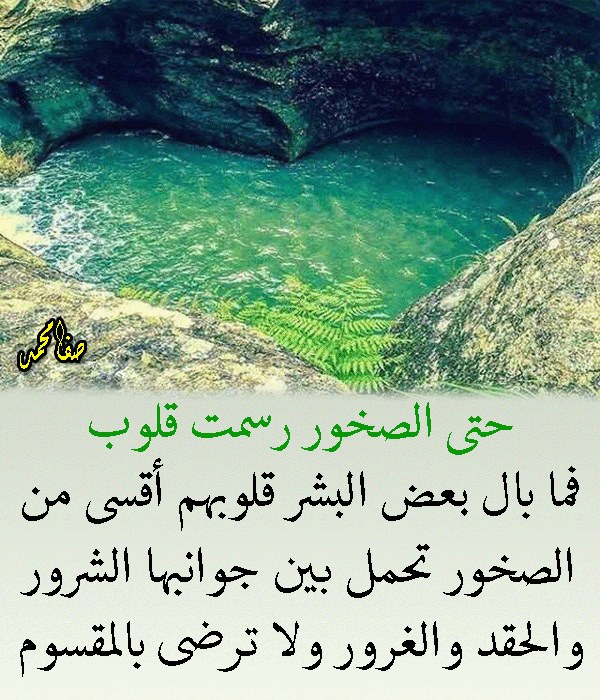 صفا محمد
حتى الصخور رسمت قلوب
فما بال بعض البشر قلوبهم أقسى من
الصخور تحمل بين جوانبها الشرور
والحقد والغرور ولا ترضى بالمقسوم